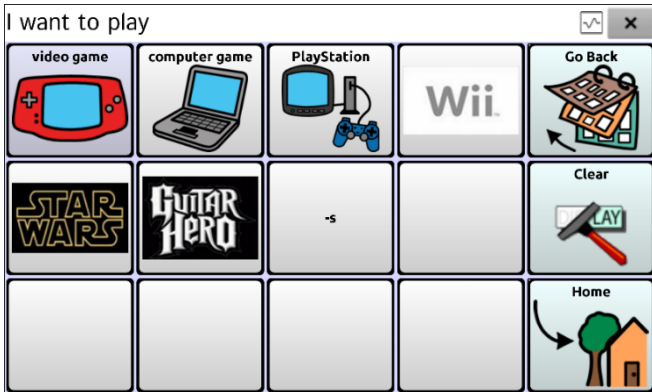 I want to play
video game
computer game
PlayStation
Wii
Go Back
STAR
WARS
GUITAR
HERO
-s
Clear
DISPLAY
Home